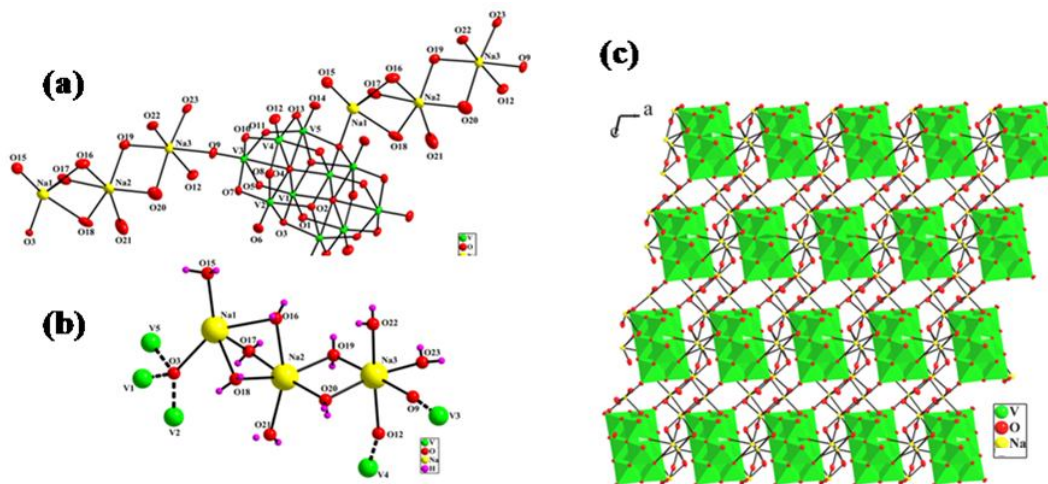 (a)
O23
O22
O19
Na3
O9
O15
O16
O17
Na2
O12
Na1
O20
O18
O21
O14
O12
O13
O11
O10
V5
V4
V3
O9
O8
O4
O7
O5
V1
V2
O2
O1
O6
O3
O23
O22
O19
Na3
O16
O15
O17
Na2
O12
Na1
O20
O18
O21
O3
V
O
(b)
O15
Na1
O16
O22
V5
O17
Na2
O19
Na3
O23
O3
V1
O18
O20
O9
V3
V2
O21
O12
V4
V
O
Na
H
(c)
a
c
V
O
Na